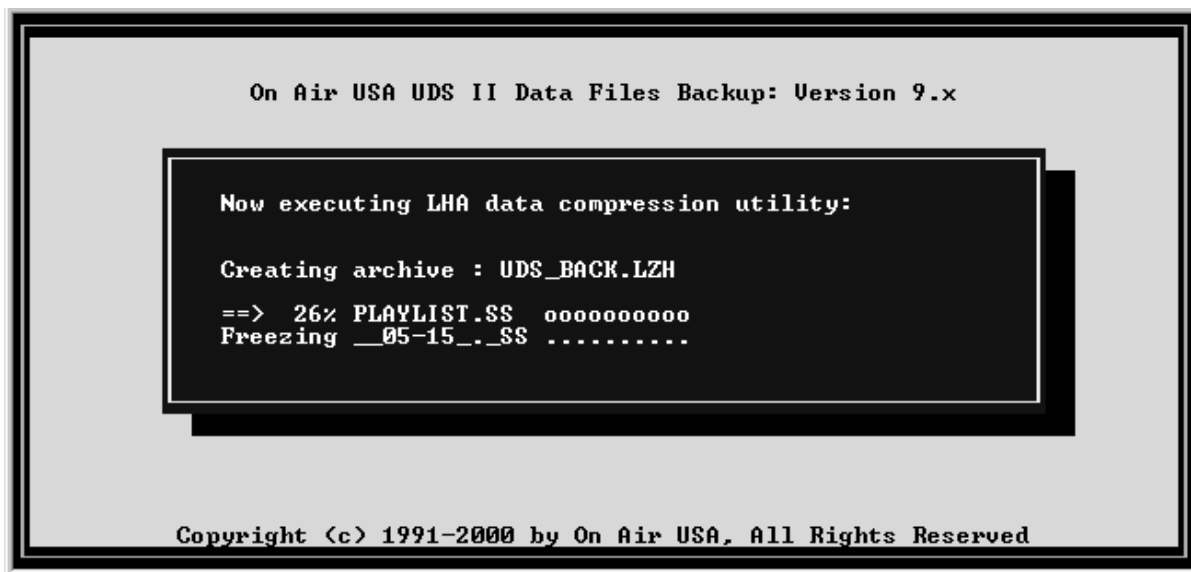 On Air USA UDS II Data Files Backup: Version 9.x
Now executing LHA data compression utility:
Creating archive : UDS_BACK.LZH
==>  26% PLAYLIST.SS  oooooooooo
Freezing __05-15_._SS ..........
Copyright (c) 1991-2000 by On Air USA, All Rights Reserved